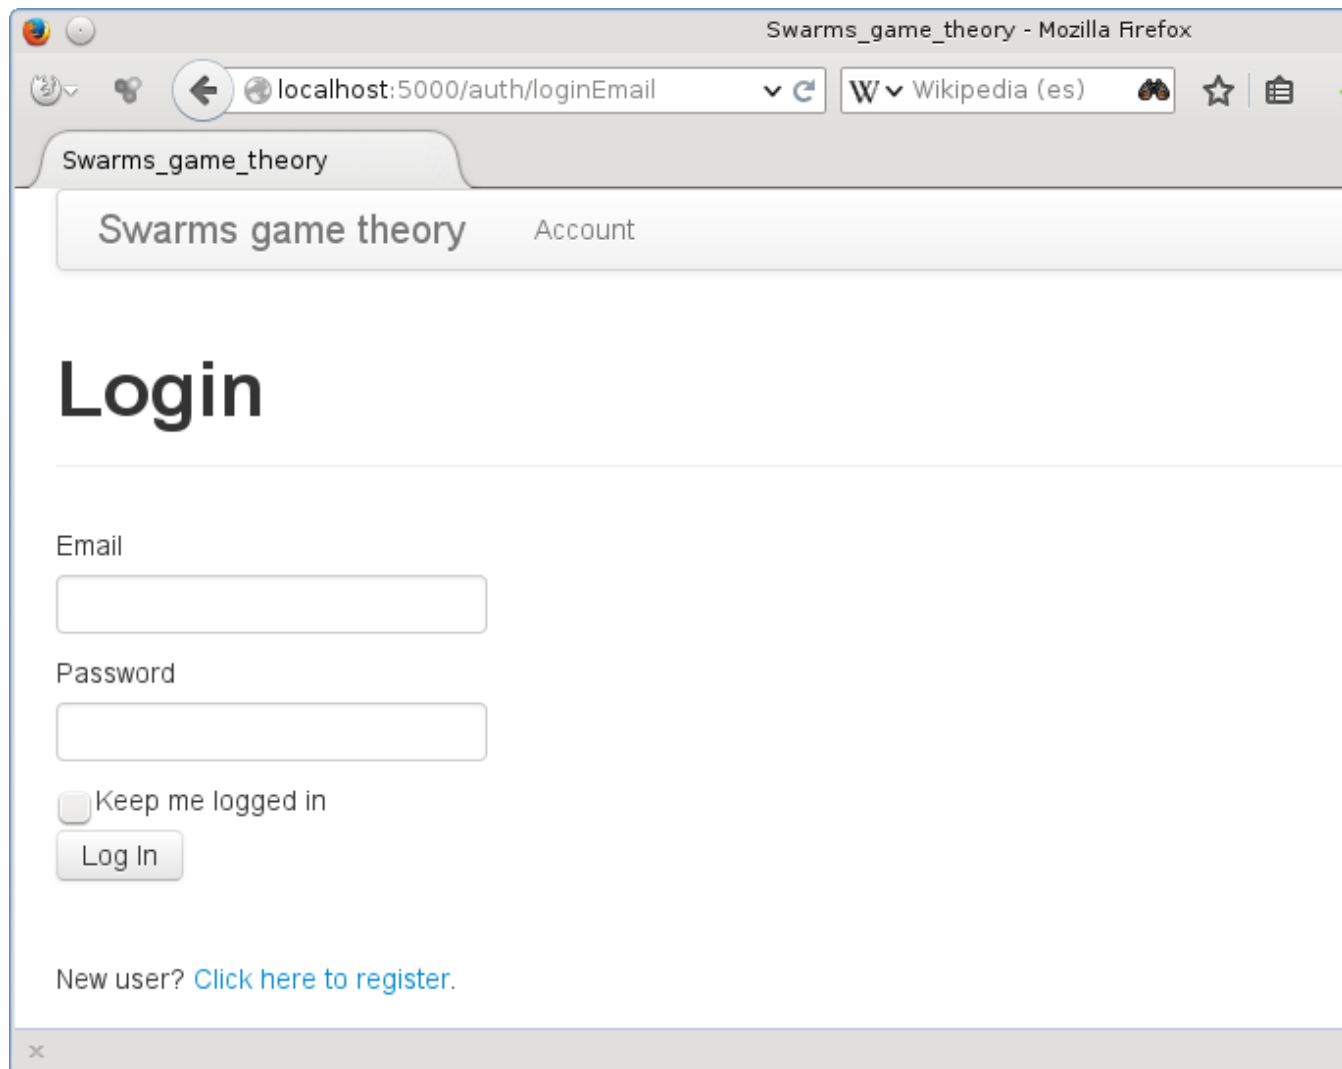 Swarms_game_theory - Mozilla Firefox
localhost:5000/auth/loginEmail W Wikipedia (es)
Swarms_game_theory
Swarms game theory Account
Login
Email
Password
Keep me logged in
Log In
New user? Click here to register.